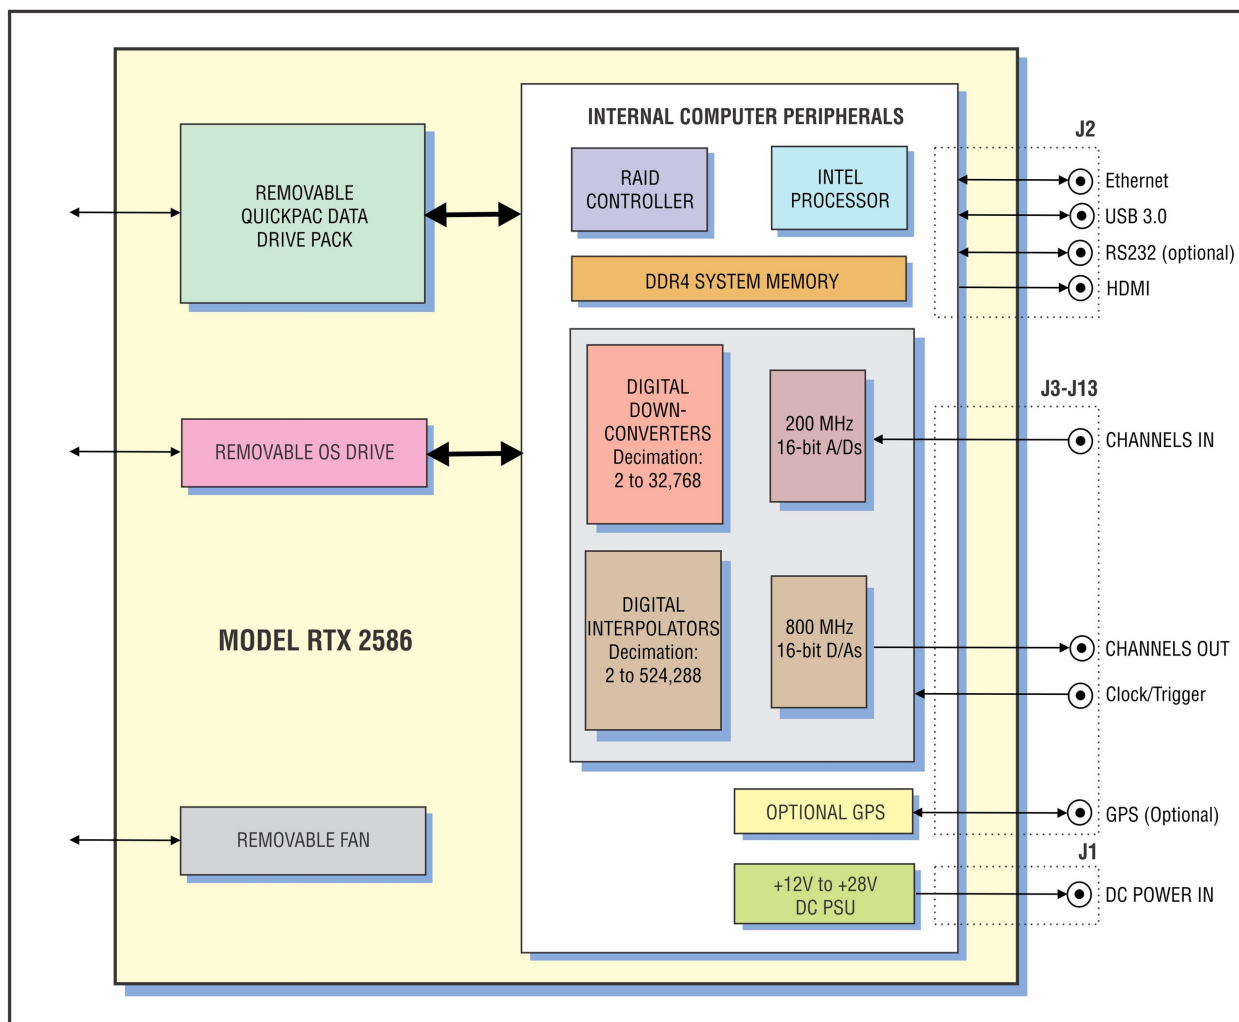 INTERNAL COMPUTER PERIPHERALS
REMOVABLE
QUICKPAC DATA
DRIVE PACK
RAID
CONTROLLER
INTEL
PROCESSOR
DDR4 SYSTEM MEMORY
J2
Ethernet
USB 3.0
RS232 (optional)
HDMI
REMOVABLE OS DRIVE
DIGITAL
DOWN-
CONVERTERS
Decimation:
2 to 32,768
200 MHz
16-bit A/Ds
J3-J13
CHANNELS IN
MODEL RTX 2586
DIGITAL
INTERPOLATORS
Decimation:
2 to 524,288
800 MHz
16-bit D/As
CHANNELS OUT
Clock/Trigger
REMOVABLE FAN
OPTIONAL GPS
GPS (Optional)
J1
+12V to +28V
DC PSU
DC POWER IN